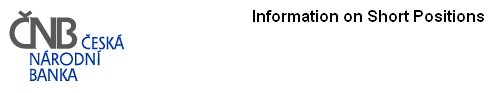 ČNB ČESKÁ
NÁRODNÍ
BANKA
Information on Short Positions